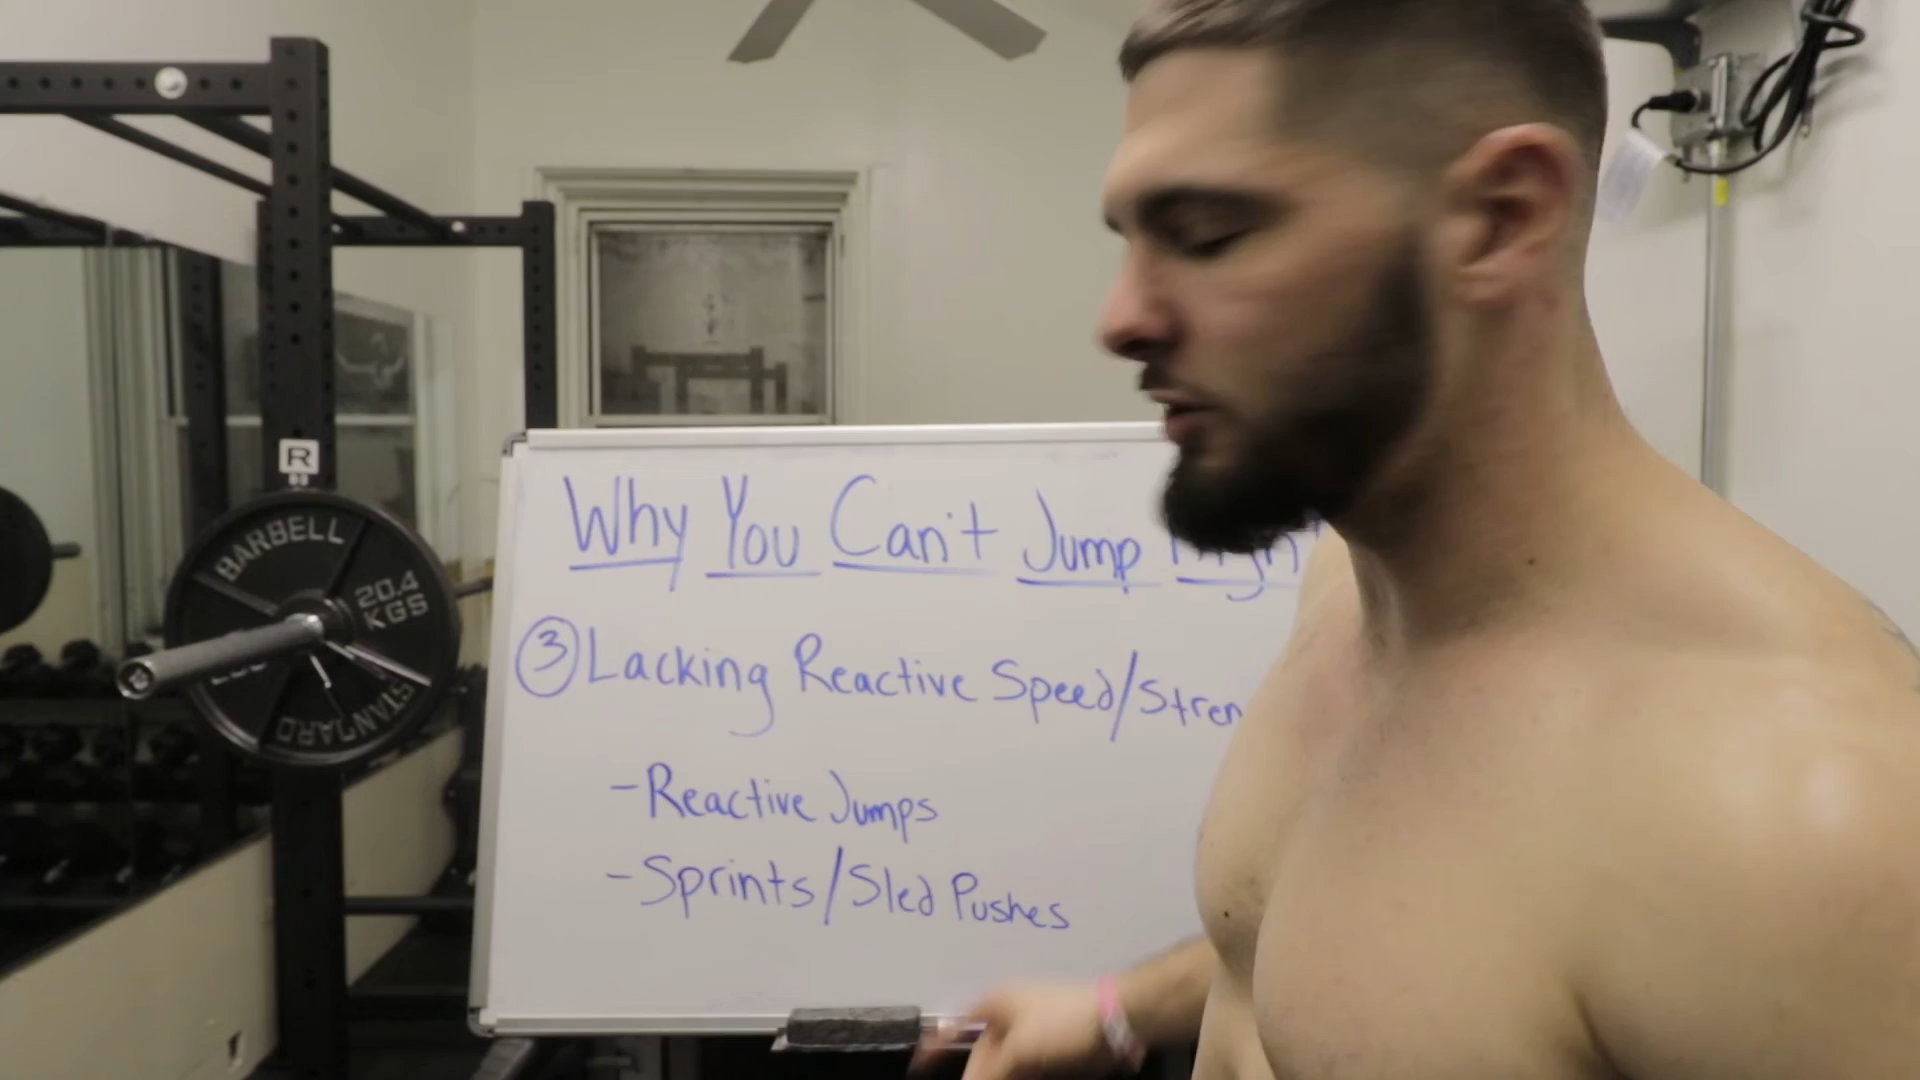 R
BARBELL
20.4
KGS
STANDARD
Why You Can't Jump High
③ Lacking Reactive Speed/Stren
- Reactive Jumps
- Sprints/Sled Pushes